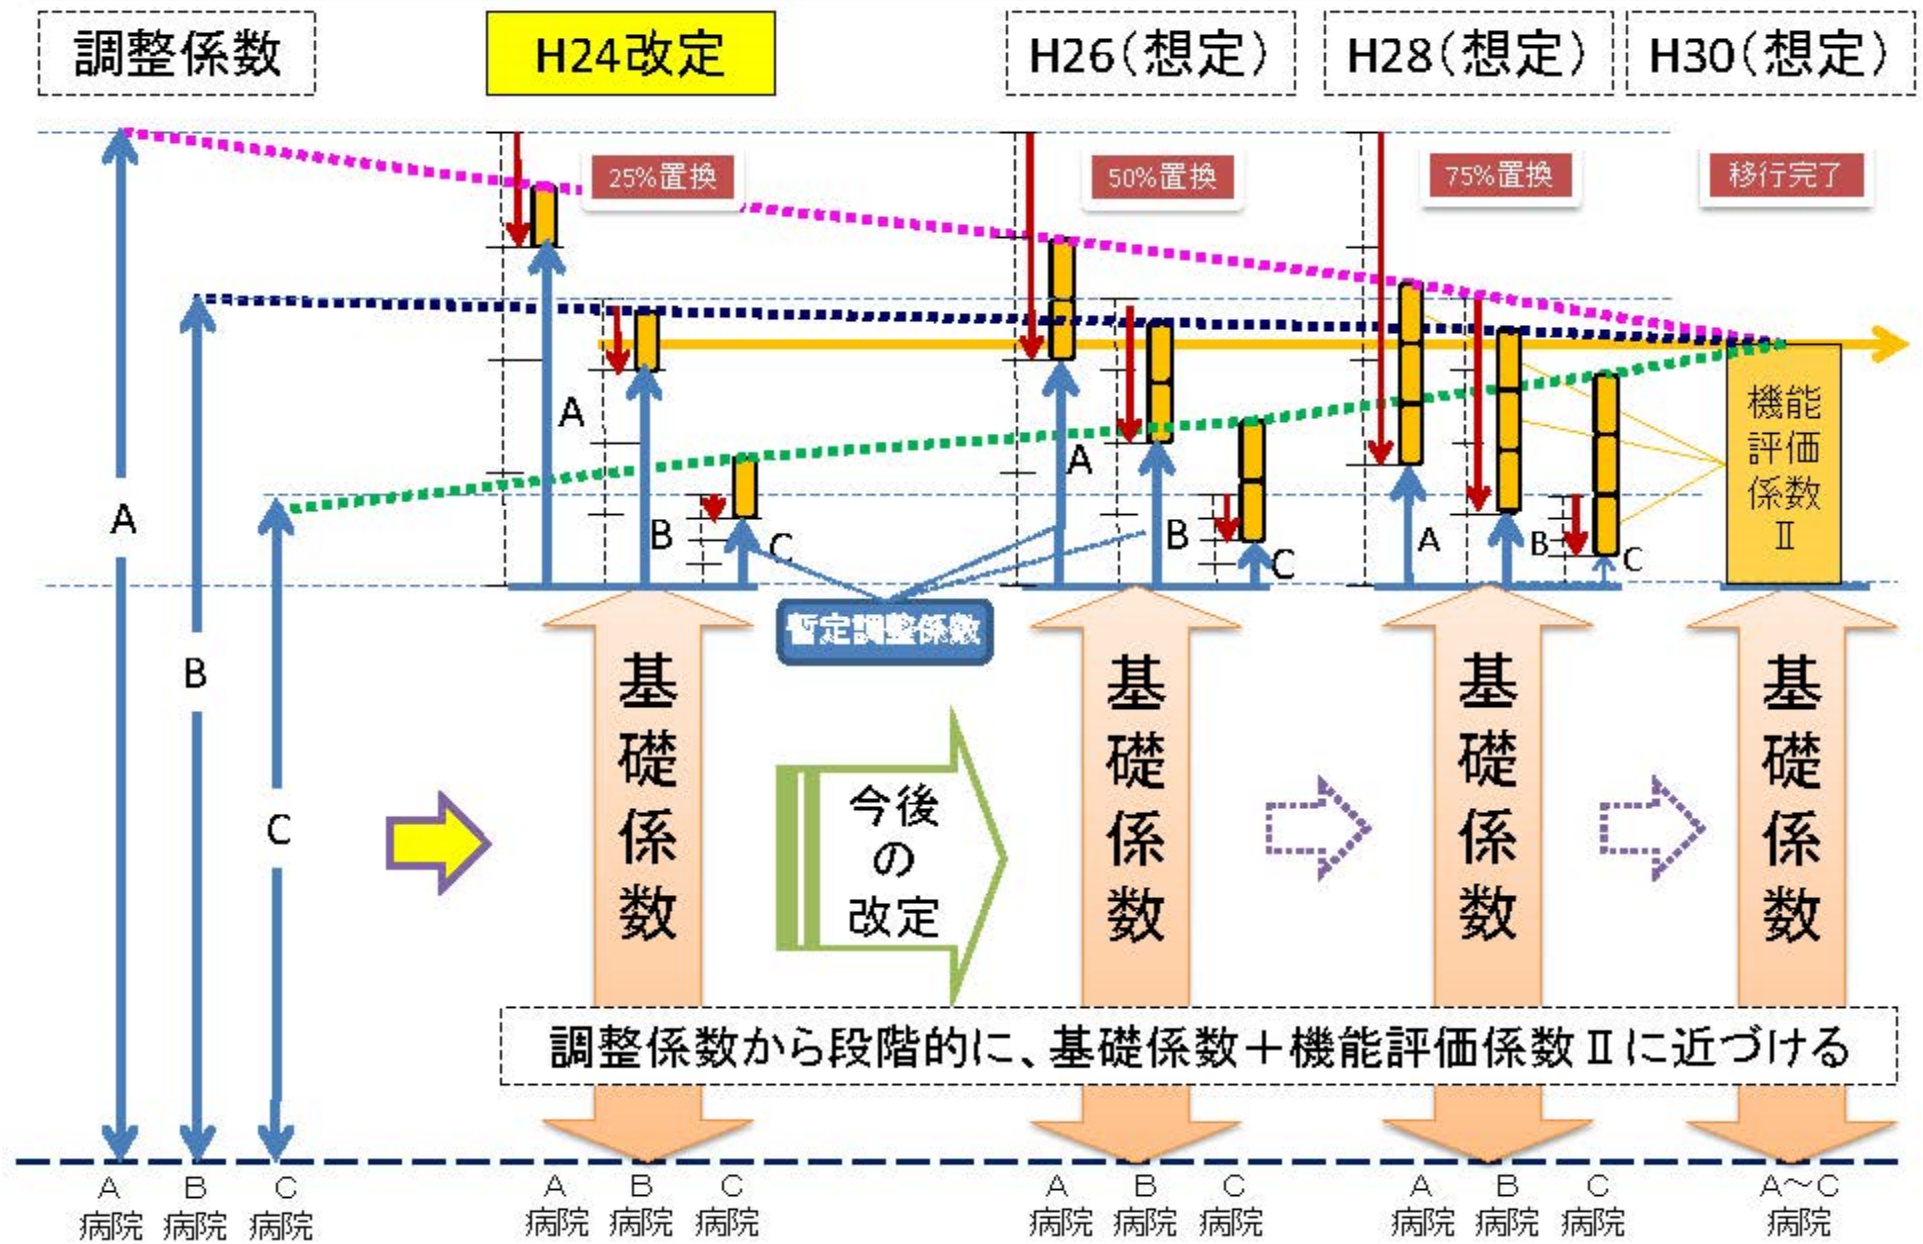 調整係数
H24改定
H26(想定)
H28(想定)
H30(想定)
25%置換
50%置換
75%置換
移行完了
A
B
C
A
B
C
A
B
C
A
B
C
機能
評価
係数
Ⅱ
暫定調整係数
基礎係数
今後
の
改定
基礎係数
基礎係数
基礎係数
調整係数から段階的に、基礎係数＋機能評価係数Ⅱに近づける
A
病院
B
病院
C
病院
A
病院
B
病院
C
病院
A
病院
B
病院
C
病院
A
病院
B
病院
C
病院
A～C
病院